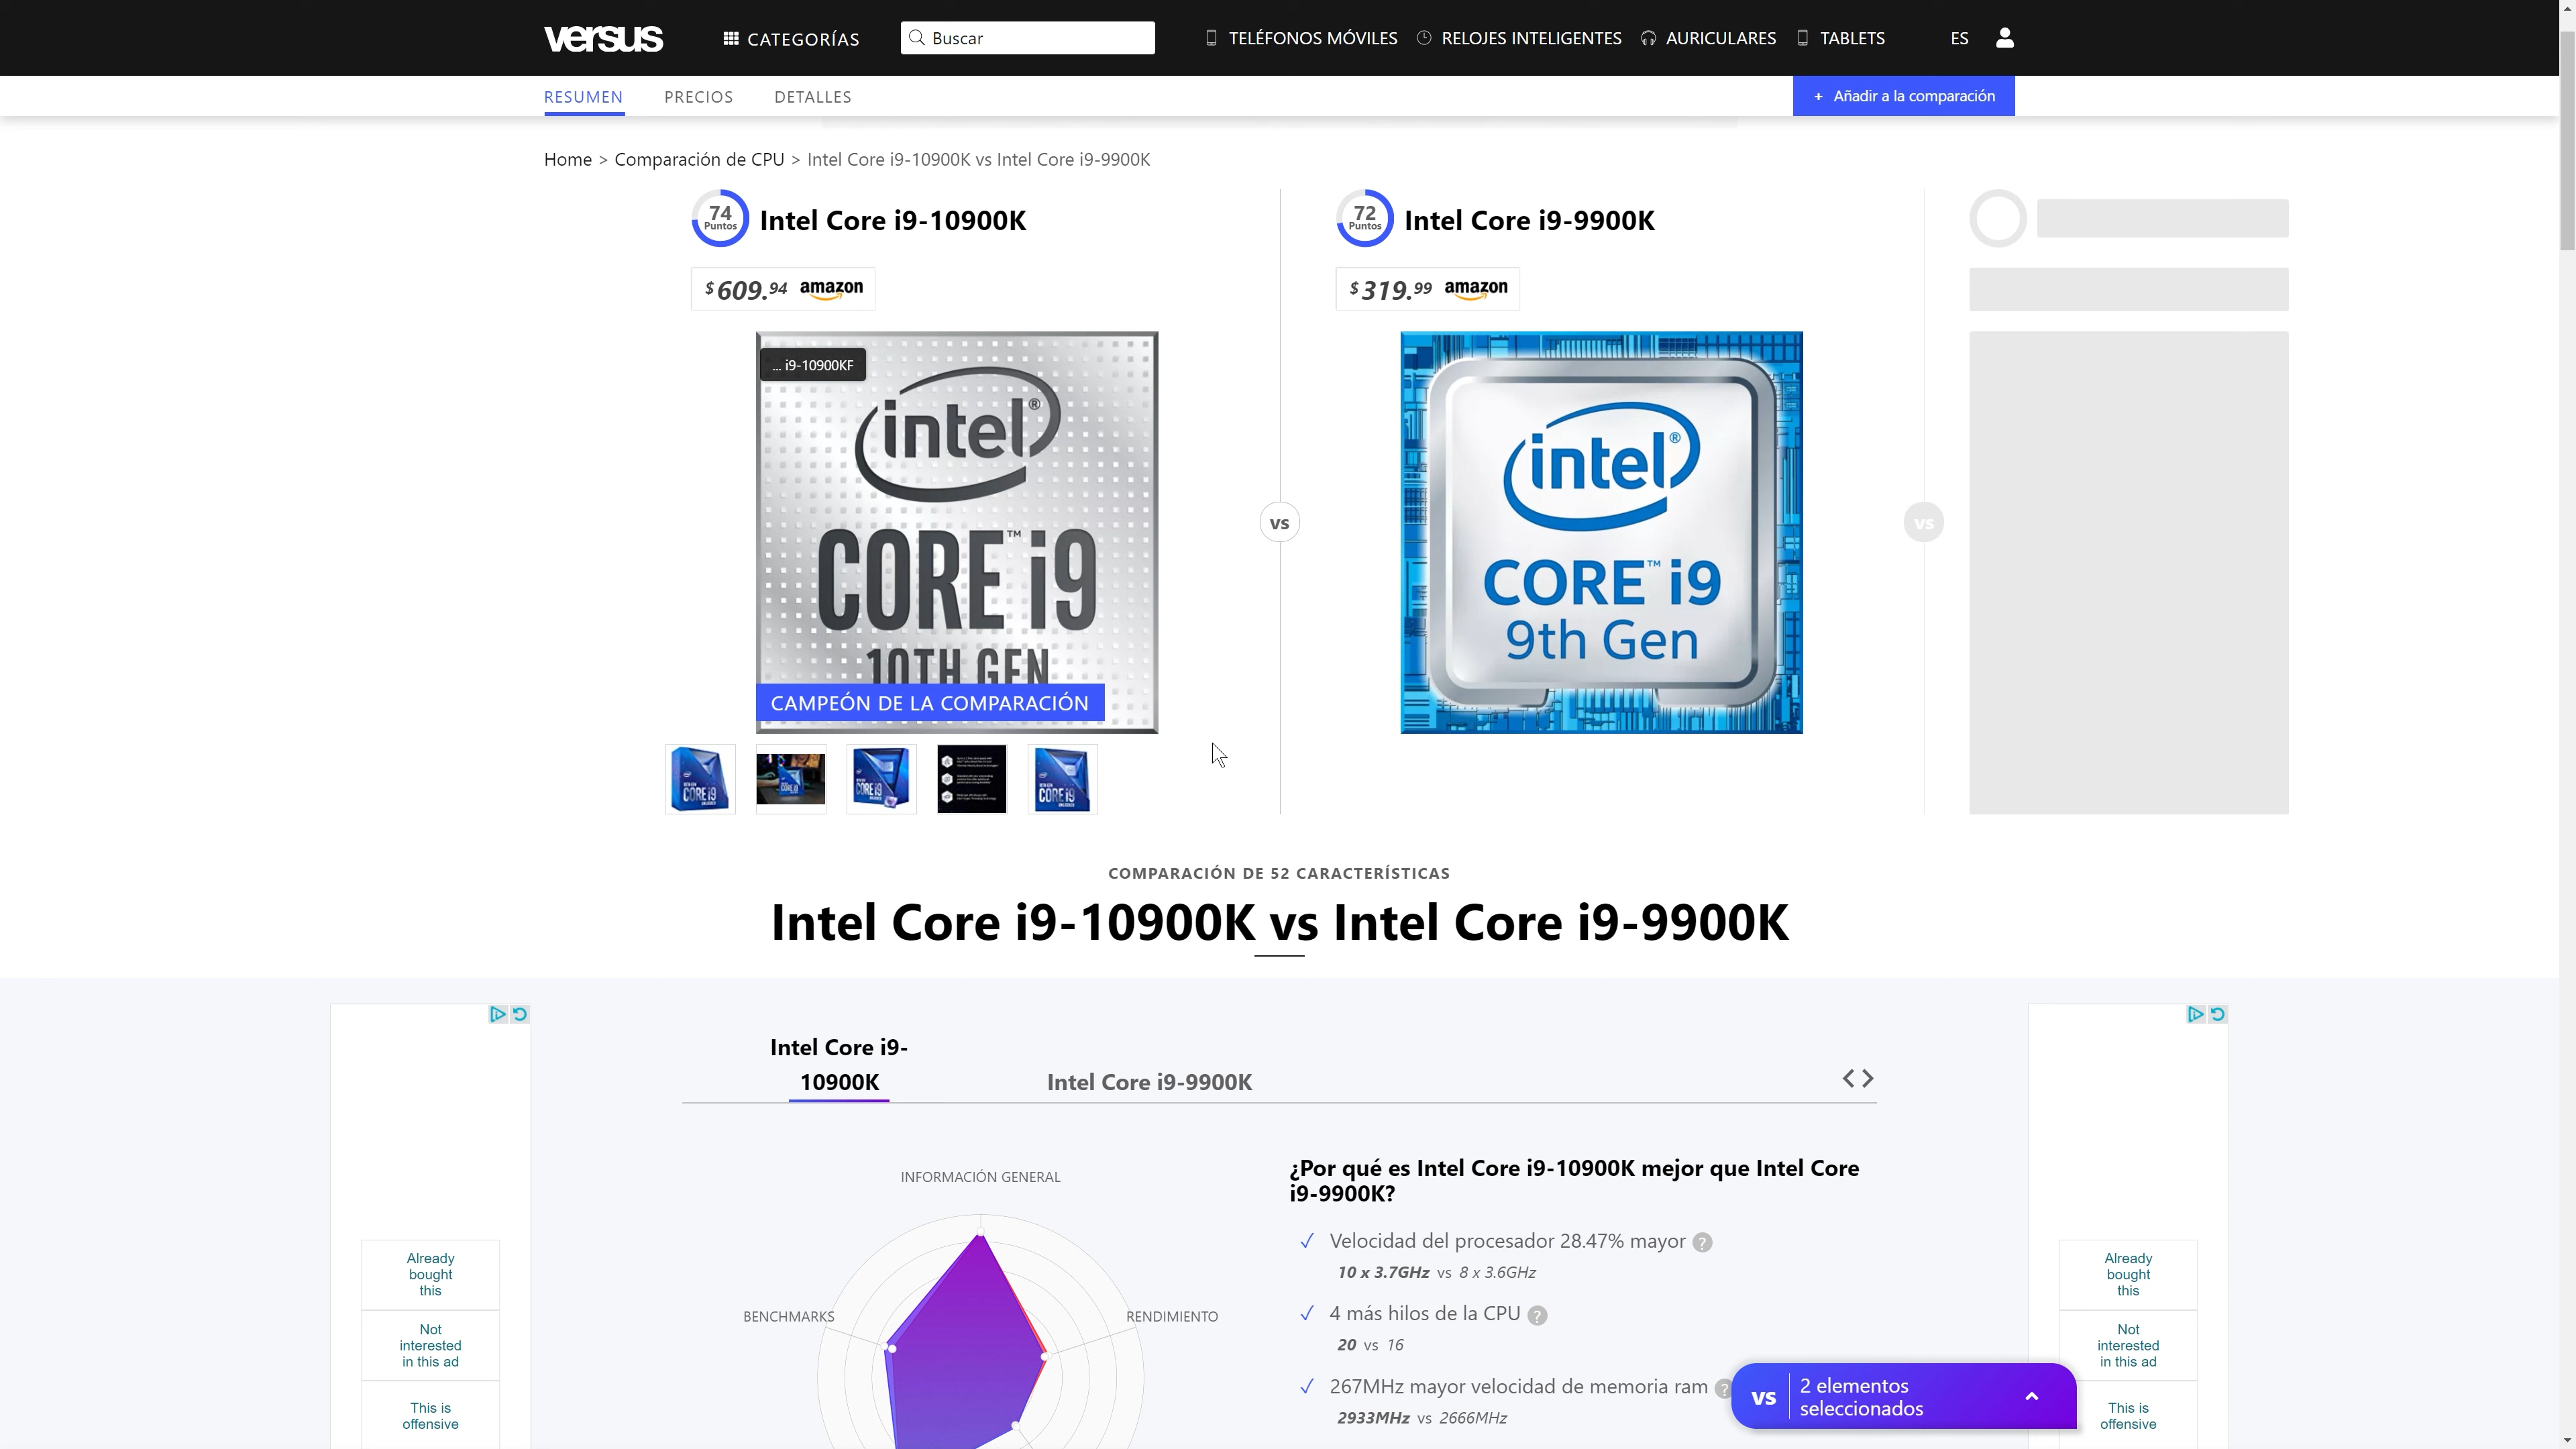 versus
CATEGORÍAS
Buscar
TELÉFONOS MÓVILES
RELOJES INTELIGENTES
AURICULARES
TABLETS
ES
RESUMEN
PRECIOS
DETALLES
+ Añadir a la comparación
Home > Comparación de CPU > Intel Core i9-10900K vs Intel Core i9-9900K
74
Puntos
Intel Core i9-10900K
$609.94 amazon
... i9-10900KF
intel®
CORE™ i9
10TH GEN
CAMPEÓN DE LA COMPARACIÓN
vs
72
Puntos
Intel Core i9-9900K
$319.99 amazon
intel®
CORE™ i9
9th Gen
vs
CORE i9
CORE i9
CORE i9
COMPARACIÓN DE 52 CARACTERÍSTICAS
Intel Core i9-10900K vs Intel Core i9-9900K
Intel Core i9-
10900K
Intel Core i9-9900K
INFORMACIÓN GENERAL
BENCHMARKS
RENDIMIENTO
¿Por qué es Intel Core i9-10900K mejor que Intel Core
i9-9900K?
✓ Velocidad del procesador 28.47% mayor ?
10 x 3.7GHz vs 8 x 3.6GHz
✓ 4 más hilos de la CPU ?
20 vs 16
✓ 267MHz mayor velocidad de memoria ram ?
2933MHz vs 2666MHz
vs
2 elementos
seleccionados
Already
bought
this
Not
interested
in this ad
This is
offensive
Already
bought
this
Not
interested
in this ad
This is
offensive